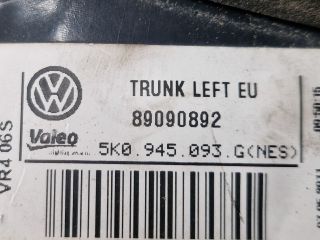 TRUNK LEFT EU
89090892
Valeo
5K0.945.093.G(NES)
VR4 06S